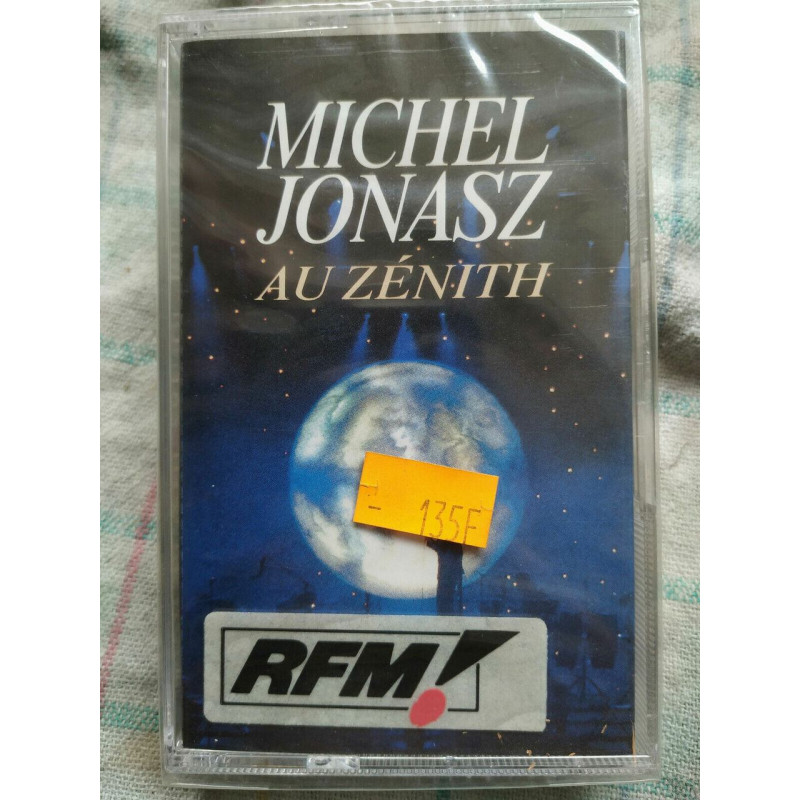 MICHEL
JONASZ
AU ZÉNITH
135F
RFM!